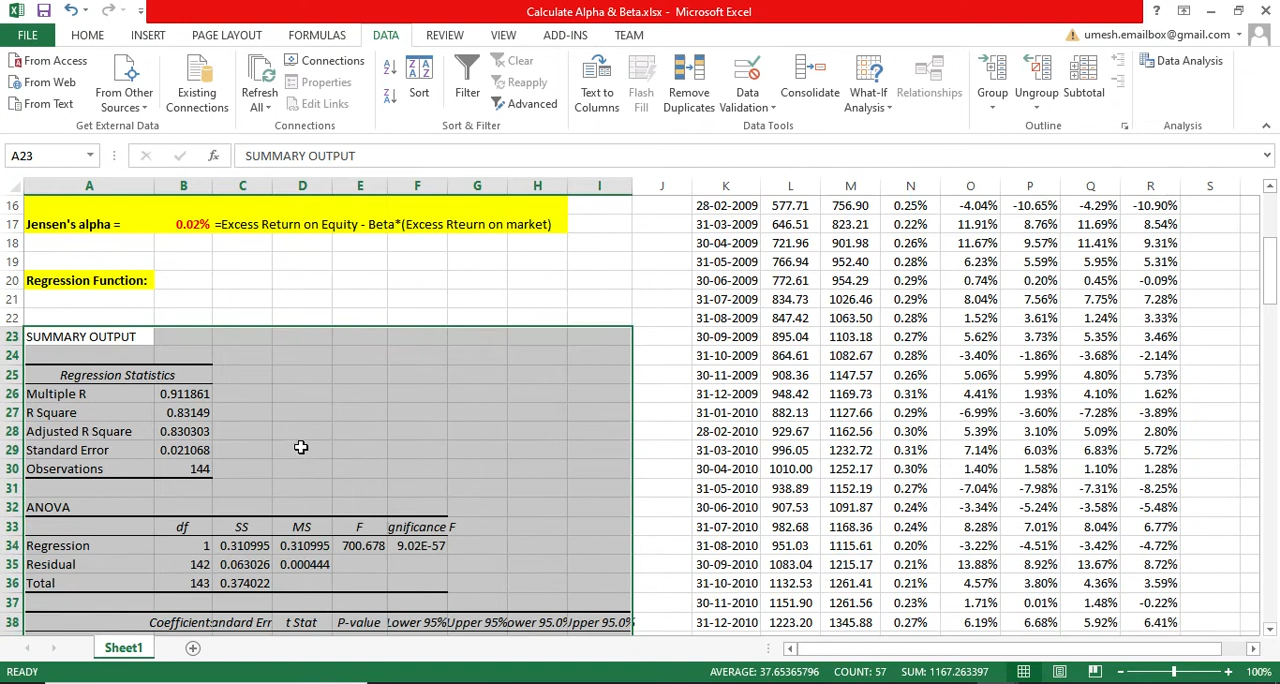 Calculate Alpha & Beta.xlsx - Microsoft Excel
FILE HOME INSERT PAGE LAYOUT FORMULAS DATA REVIEW VIEW ADD-INS TEAM umesh.emailbox@gmail.com
From Access
From Web
From Text
From Other Sources
Existing Connections
Refresh All
Connections
Properties
Edit Links
Sort
Filter
Clear
Reapply
Advanced
Text to Columns
Flash Fill
Remove Duplicates
Data Validation
Consolidate
What-If Analysis
Relationships
Group
Ungroup
Subtotal
Data Analysis
Get External Data Connections Sort & Filter Data Tools Outline Analysis
A23 fx SUMMARY OUTPUT
A B C D E F G H I J K L M N O P Q R S
16 28-02-2009 577.71 756.90 0.25% -4.04% -10.65% -4.29% -10.90%
17 Jensen's alpha = 0.02% =Excess Return on Equity - Beta*(Excess Rteurn on market) 31-03-2009 646.51 823.21 0.22% 11.91% 8.76% 11.69% 8.54%
18 30-04-2009 721.96 901.98 0.26% 11.67% 9.57% 11.41% 9.31%
19 31-05-2009 766.94 952.40 0.28% 6.23% 5.59% 5.95% 5.31%
20 Regression Function: 30-06-2009 772.61 954.29 0.29% 0.74% 0.20% 0.45% -0.09%
21 31-07-2009 834.73 1026.46 0.29% 8.04% 7.56% 7.75% 7.28%
22 31-08-2009 847.42 1063.50 0.28% 1.52% 3.61% 1.24% 3.33%
23 SUMMARY OUTPUT 30-09-2009 895.04 1103.18 0.27% 5.62% 3.73% 5.35% 3.46%
24 31-10-2009 864.61 1082.67 0.28% -3.40% -1.86% -3.68% -2.14%
25 Regression Statistics 30-11-2009 908.36 1147.57 0.26% 5.06% 5.99% 4.80% 5.73%
26 Multiple R 0.911861 31-12-2009 948.42 1169.73 0.31% 4.41% 1.93% 4.10% 1.62%
27 R Square 0.83149 31-01-2010 882.13 1127.66 0.29% -6.99% -3.60% -7.28% -3.89%
28 Adjusted R Square 0.830303 28-02-2010 929.67 1162.56 0.30% 5.39% 3.10% 5.09% 2.80%
29 Standard Error 0.021068 31-03-2010 996.05 1232.72 0.31% 7.14% 6.03% 6.83% 5.72%
30 Observations 144 30-04-2010 1010.00 1252.17 0.30% 1.40% 1.58% 1.10% 1.28%
31 31-05-2010 938.89 1152.19 0.27% -7.04% -7.98% -7.31% -8.25%
32 ANOVA 30-06-2010 907.53 1091.87 0.24% -3.34% -5.24% -3.58% -5.48%
33 df SS MS F gnificance F 31-07-2010 982.68 1168.36 0.24% 8.28% 7.01% 8.04% 6.77%
34 Regression 1 0.310995 0.310995 700.678 9.02E-57 31-08-2010 951.03 1115.61 0.20% -3.22% -4.51% -3.42% -4.72%
35 Residual 142 0.063026 0.000444 30-09-2010 1083.04 1215.17 0.21% 13.88% 8.92% 13.67% 8.72%
36 Total 143 0.374022 31-10-2010 1132.53 1261.41 0.21% 4.57% 3.80% 4.36% 3.59%
37 30-11-2010 1151.90 1261.56 0.23% 1.71% 0.01% 1.48% -0.22%
38 Coefficients andard Err t Stat P-value Lower 95% Upper 95% ower 95.0% Upper 95.0% 31-12-2010 1223.20 1345.88 0.27% 6.19% 6.68% 5.92% 6.41%
Sheet1
READY AVERAGE: 37.65365796 COUNT: 57 SUM: 1167.263397 100%